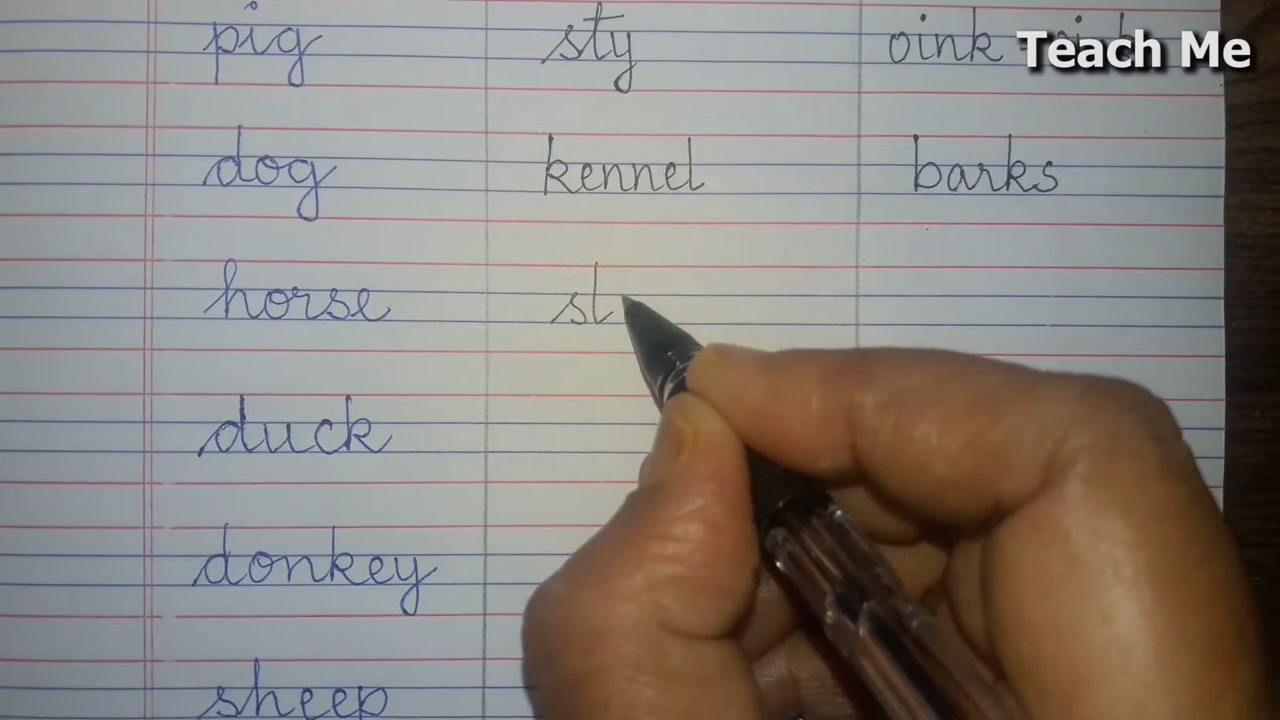 pig sty oink
Teach Me
dog kennel barks
horse st
duck
donkey
sheep